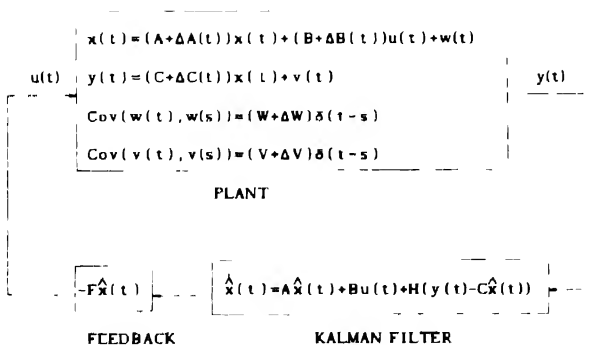 x(t)=(A+ΔA(t))x(t)+(B+ΔB(t))u(t)+w(t)
u(t)
y(t)=(C+ΔC(t))x(t)+v(t)
y(t)
Cov(w(t),w(s))=(W+ΔW)δ(t-s)
Cov(v(t),v(s))=(V+ΔV)δ(t-s)
PLANT
-Fx̂(t)
x̂̇(t)=Ax̂(t)+Bu(t)+H(y(t)-Cx̂(t))
FEEDBACK
KALMAN FILTER